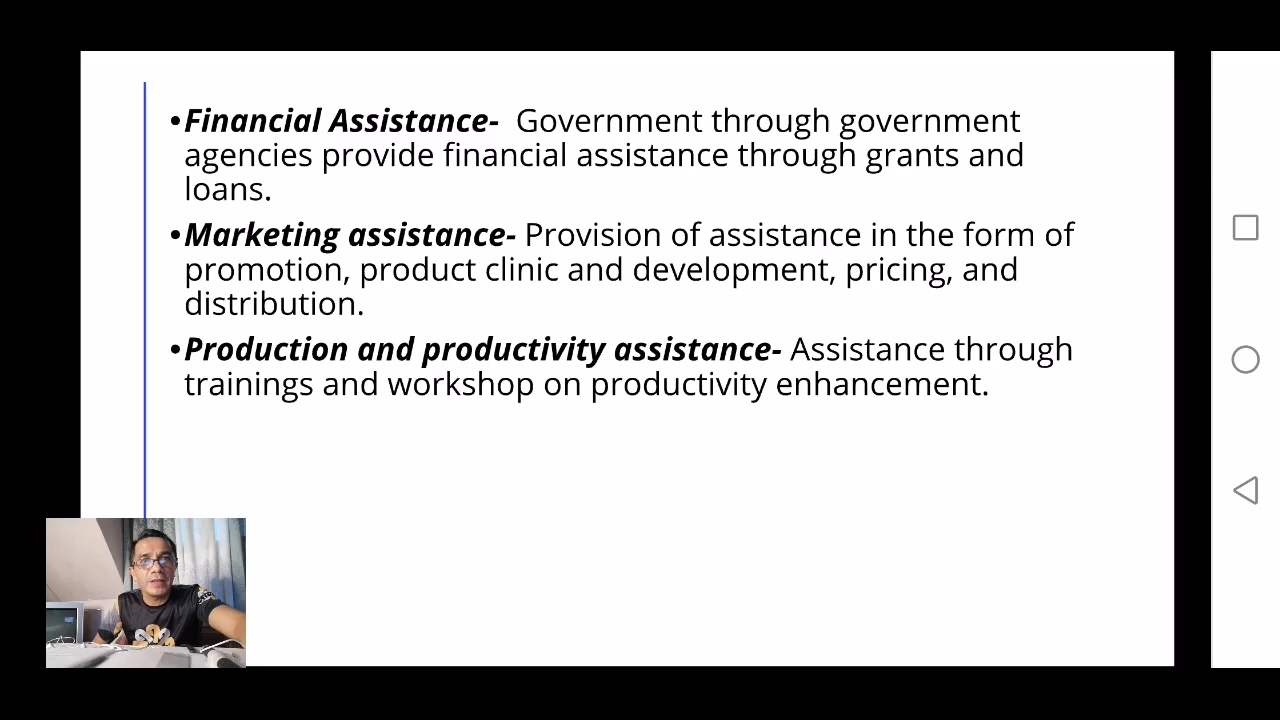 •Financial Assistance- Government through government
agencies provide financial assistance through grants and
loans.
•Marketing assistance- Provision of assistance in the form of
promotion, product clinic and development, pricing, and
distribution.
•Production and productivity assistance- Assistance through
trainings and workshop on productivity enhancement.